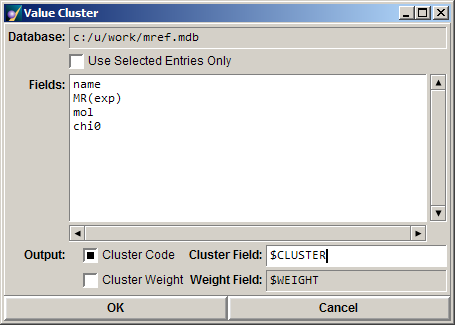 Value Cluster
Database: c:/u/work/mref.mdb
Use Selected Entries Only
Fields: name
MR(exp)
mol
chi0
Output: Cluster Code Cluster Field: $CLUSTER
Cluster Weight Weight Field: $WEIGHT
OK Cancel